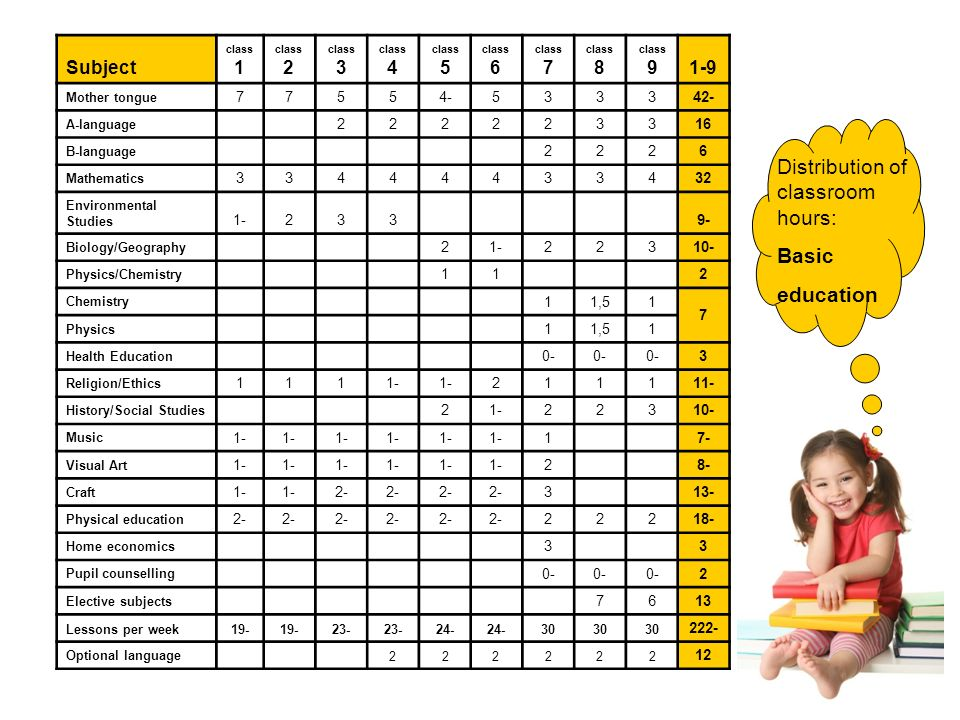 Subject class 1 class 2 class 3 class 4 class 5 class 6 class 7 class 8 class 9 1-9
Mother tongue 7 7 5 5 4- 5 3 3 3 42-
A-language 2 2 2 2 2 3 3 16
B-language 2 2 2 6
Mathematics 3 3 4 4 4 4 3 3 4 32
Environmental
Studies 1- 2 3 3 9-
Biology/Geography 2 1- 2 2 3 10-
Physics/Chemistry 1 1 2
Chemistry 1 1,5 1 7
Physics 1 1,5 1
Health Education 0- 0- 0- 3
Religion/Ethics 1 1 1 1- 1- 2 1 1 1 11-
History/Social Studies 2 1- 2 2 3 10-
Music 1- 1- 1- 1- 1- 1- 1 7-
Visual Art 1- 1- 1- 1- 1- 1- 2 8-
Craft 1- 1- 2- 2- 2- 2- 3 13-
Physical education 2- 2- 2- 2- 2- 2- 2 2 2 18-
Home economics 3 3
Pupil counselling 0- 0- 0- 2
Elective subjects 7 6 13
Lessons per week 19- 19- 23- 23- 24- 24- 30 30 30 222-
Optional language 2 2 2 2 2 2 12
Distribution of
classroom
hours:
Basic
education